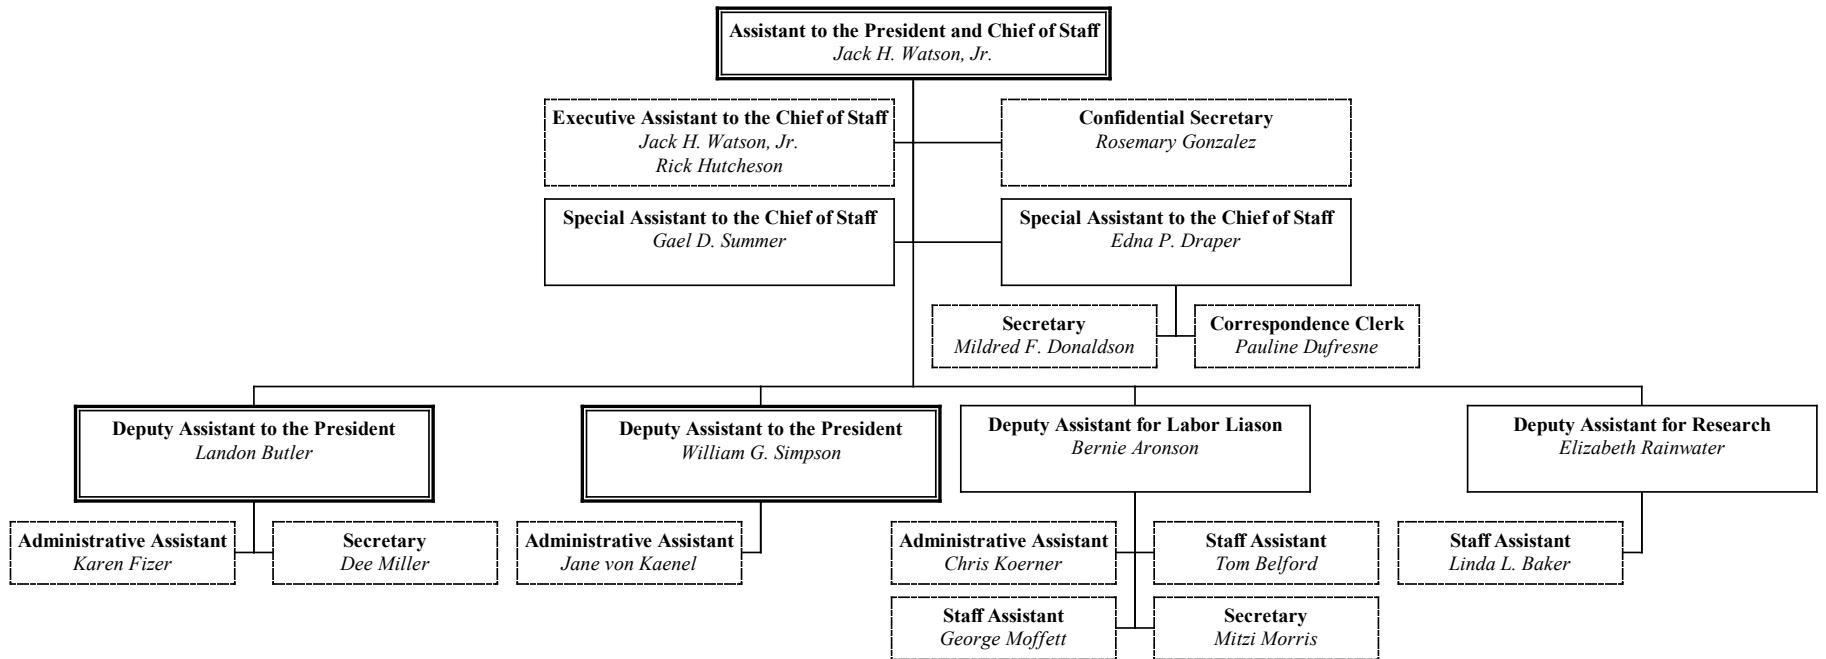 Assistant to the President and Chief of Staff
Jack H. Watson, Jr.
Executive Assistant to the Chief of Staff
Jack H. Watson, Jr.
Rick Hutcheson
Confidential Secretary
Rosemary Gonzalez
Special Assistant to the Chief of Staff
Gael D. Summer
Special Assistant to the Chief of Staff
Edna P. Draper
Secretary
Mildred F. Donaldson
Correspondence Clerk
Pauline Dufresne
Deputy Assistant to the President
Landon Butler
Deputy Assistant to the President
William G. Simpson
Deputy Assistant for Labor Liason
Bernie Aronson
Deputy Assistant for Research
Elizabeth Rainwater
Administrative Assistant
Karen Fizer
Secretary
Dee Miller
Administrative Assistant
Jane von Kaenel
Administrative Assistant
Chris Koerner
Staff Assistant
Tom Belford
Staff Assistant
Linda L. Baker
Staff Assistant
George Moffett
Secretary
Mitzi Morris